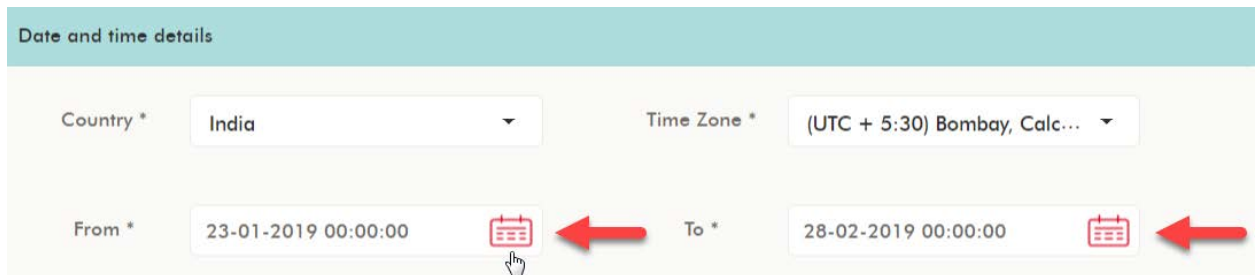 Date and time details
Country * India Time Zone * (UTC + 5:30) Bombay, Calc...
From * 23-01-2019 00:00:00 To * 28-02-2019 00:00:00